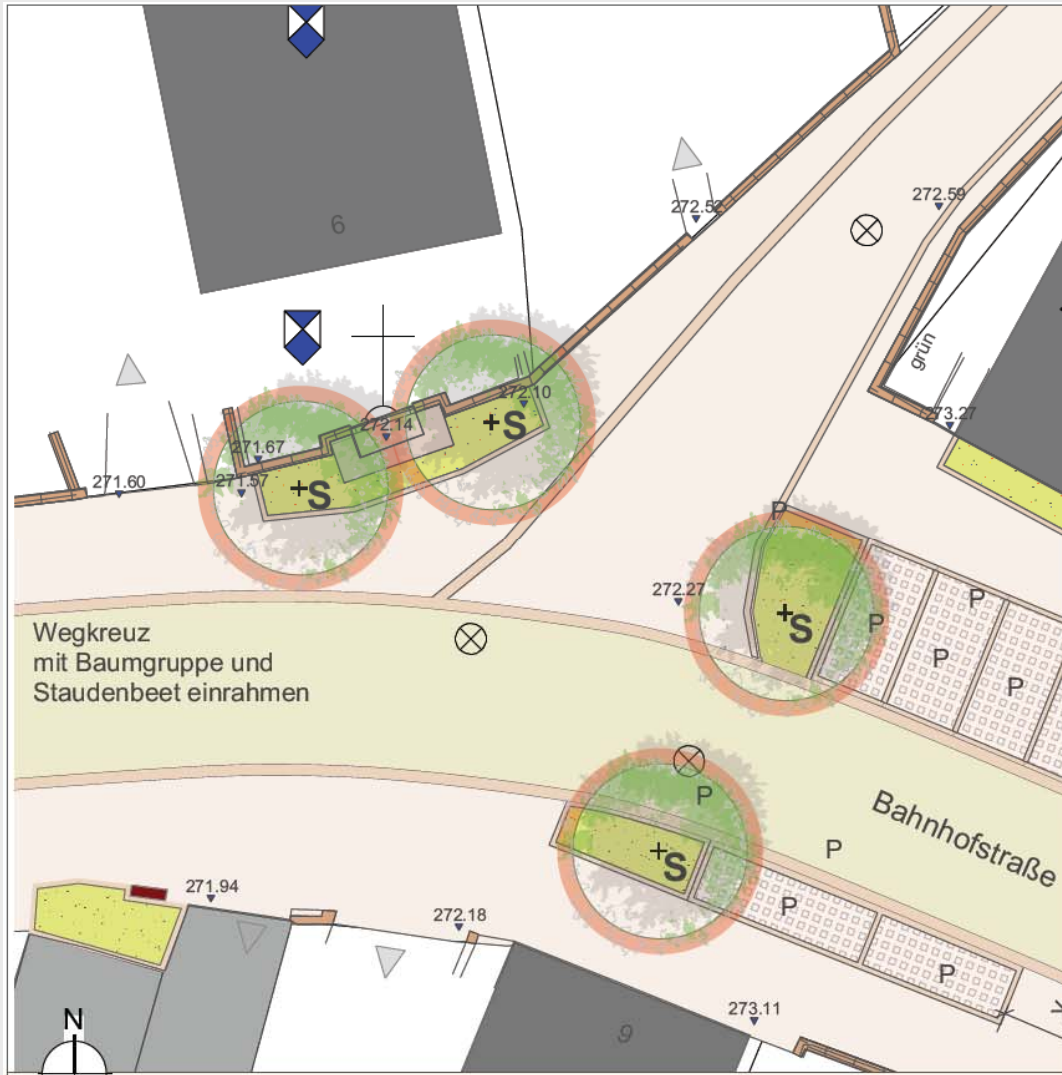 6
272.52
272.59
grün
272.10
272.14
S
273.27
271.67
271.57
271.60
S
P
272.27
P
P
S
P
P
Wegkreuz
mit Baumgruppe und
Staudenbeet einrahmen
P
Bahnhofstraße
P
S
P
P
271.94
272.18
273.11
9
N